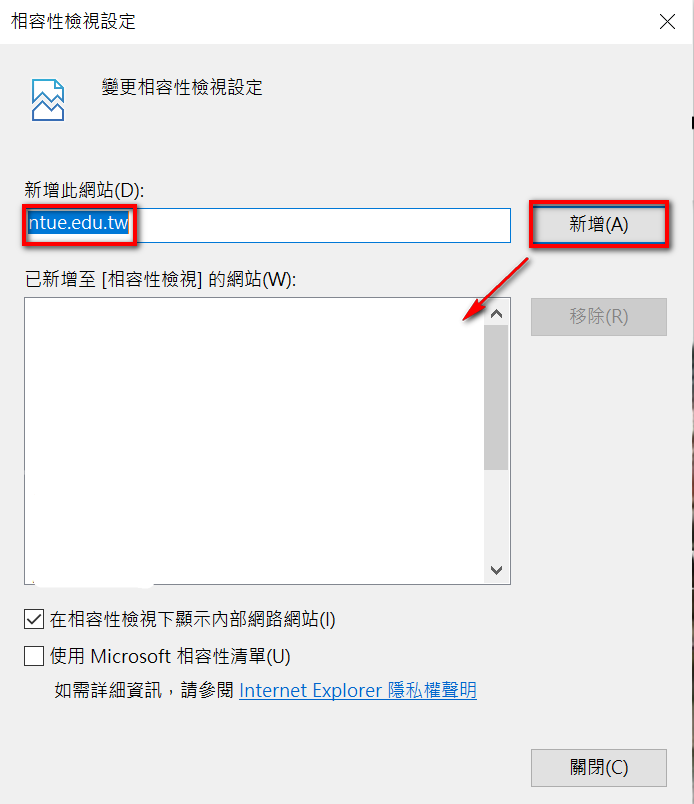 相容性檢視設定
變更相容性檢視設定
新增此網站(D):
ntue.edu.tw
新增(A)
已新增至 [相容性檢視] 的網站(W):
移除(R)
在相容性檢視下顯示內部網路網站(I)
使用 Microsoft 相容性清單(U)
如需詳細資訊，請參閱 Internet Explorer 隱私權聲明
關閉(C)